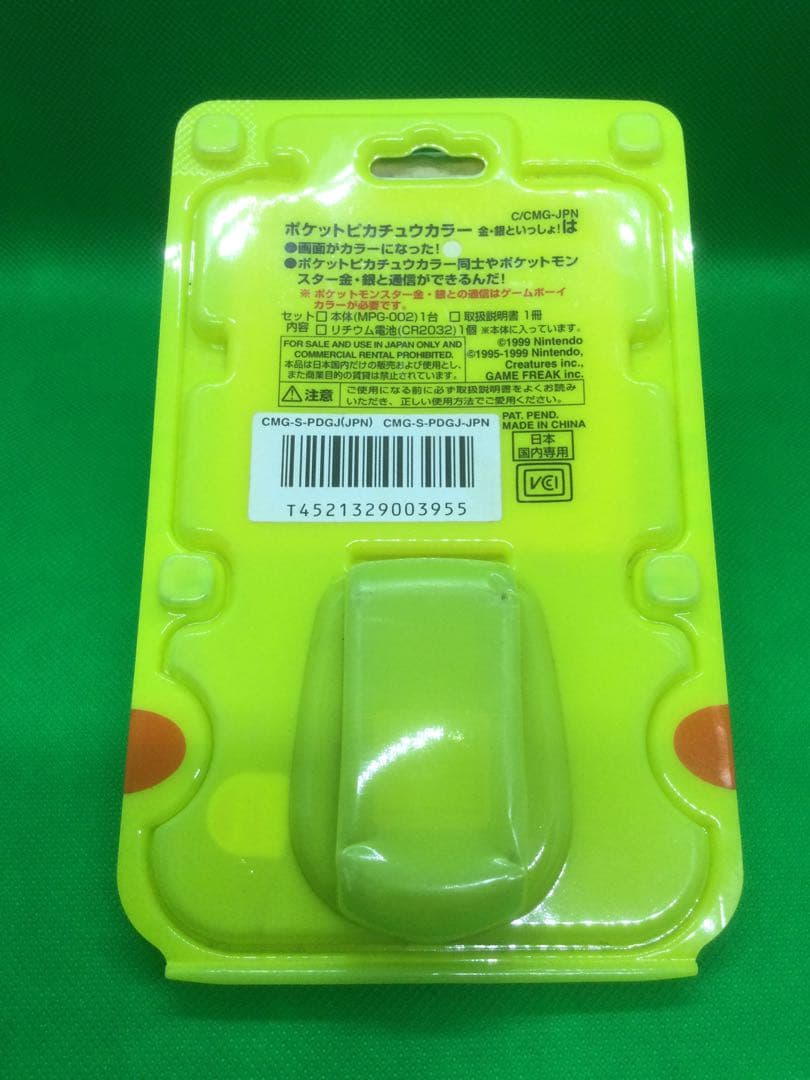 C/CMG-JPN
ポケットピカチュウカラー 金・銀といっしょ!は
●画面がカラーになった!
●ポケットピカチュウカラー同士やポケットモン
スター金・銀と通信ができるんだ!
※ ポケットモンスター金・銀との通信はゲームボーイ
カラーが必要です。
セット内容 □ 本体(MPG-002)1台 □ 取扱説明書 1冊
□ リチウム電池(CR2032)1個 ※本体に入っています。
FOR SALE AND USE IN JAPAN ONLY AND
COMMERCIAL RENTAL PROHIBITED.
本品は日本国内だけの販売および使用とし、
また商業目的の賃貸は禁止されています。
©1999 Nintendo
©1995-1999 Nintendo,
Creatures inc.,
GAME FREAK inc.
注意 ご使用になる前に必ず取扱説明書をよくお読み
いただき、正しい使用方法でご愛用ください。
PAT. PEND.
MADE IN CHINA
CMG-S-PDGJ(JPN) CMG-S-PDGJ-JPN
T4521329003955
日本
国内専用
VCCI